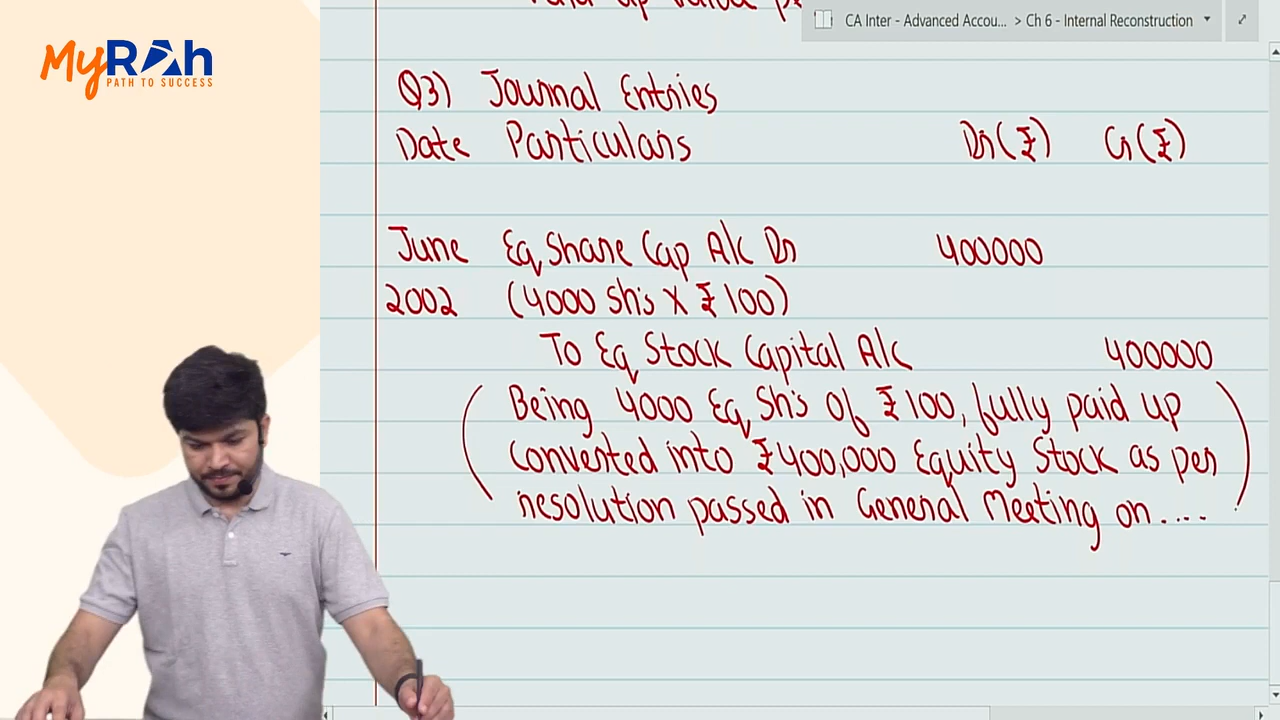 MyRAh
PATH TO SUCCESS
CA Inter - Advanced Accou... > Ch 6 - Internal Reconstruction
Q3) Journal Entries
Date Particulars Dr(₹) Cr(₹)
June Eq Share Cap A/c Dr 400000
2002 (4000 Sh's X ₹100)
To Eq Stock Capital A/c 400000
(Being 4000 Eq Sh's Of ₹100, fully paid up
converted into ₹400,000 Equity Stock as per
resolution passed in General Meeting on....)